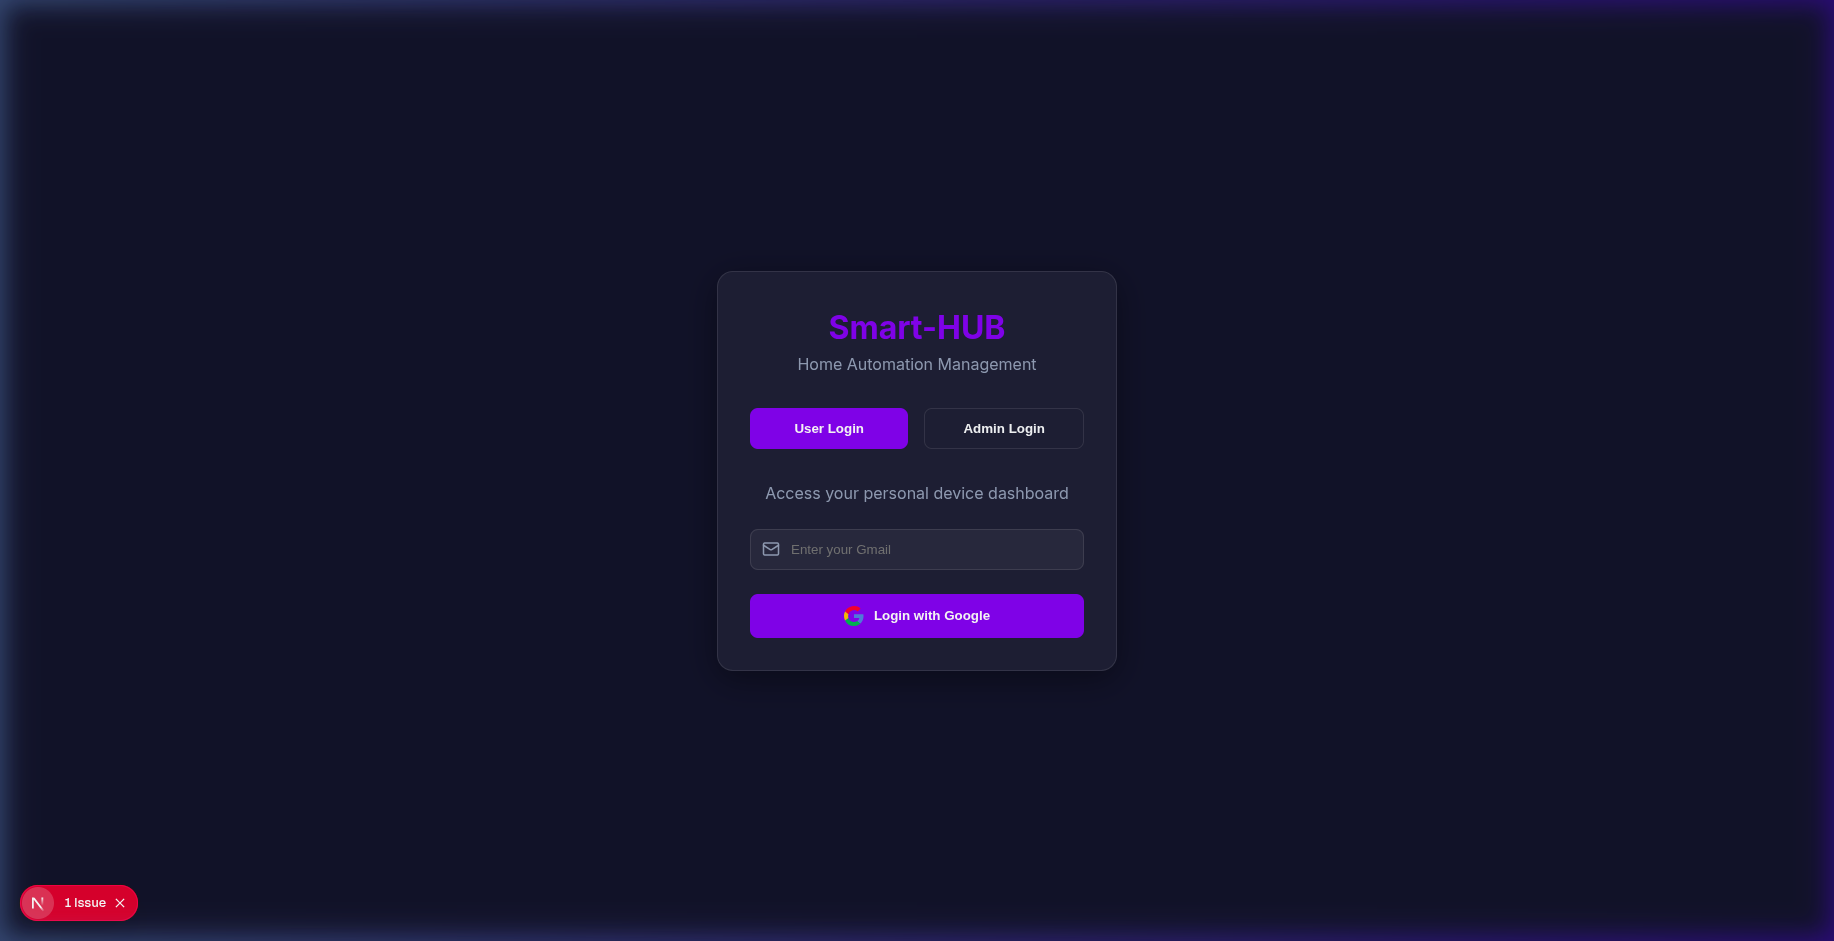 Smart-HUB
Home Automation Management
User Login
Admin Login
Access your personal device dashboard
Enter your Gmail
Login with Google
1 Issue